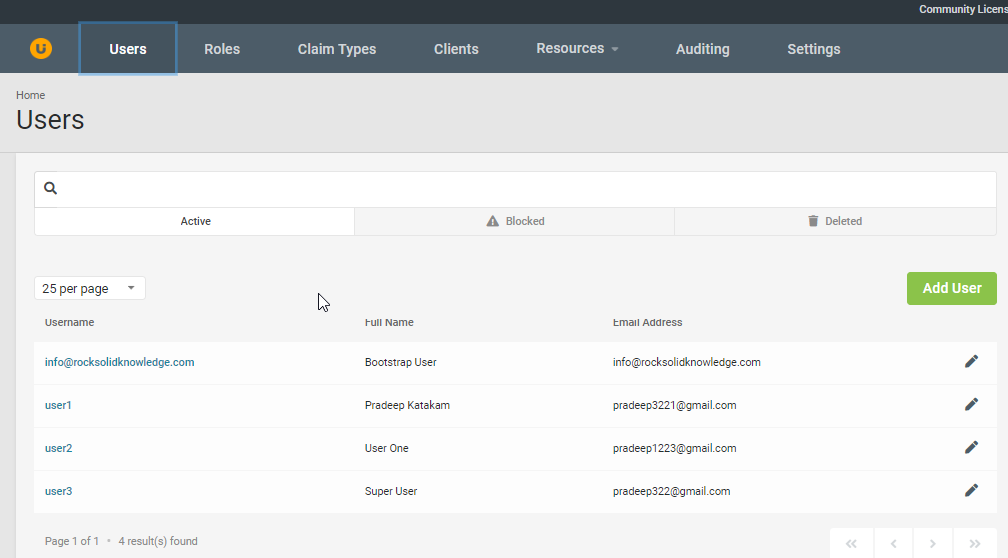 Community Licens
Users Roles Claim Types Clients Resources Auditing Settings
Home
Users
Active Blocked Deleted
25 per page Add User
Username Full Name Email Address
info@rocksolidknowledge.com Bootstrap User info@rocksolidknowledge.com
user1 Pradeep Katakam pradeep3221@gmail.com
user2 User One pradeep1223@gmail.com
user3 Super User pradeep322@gmail.com
Page 1 of 1 • 4 result(s) found